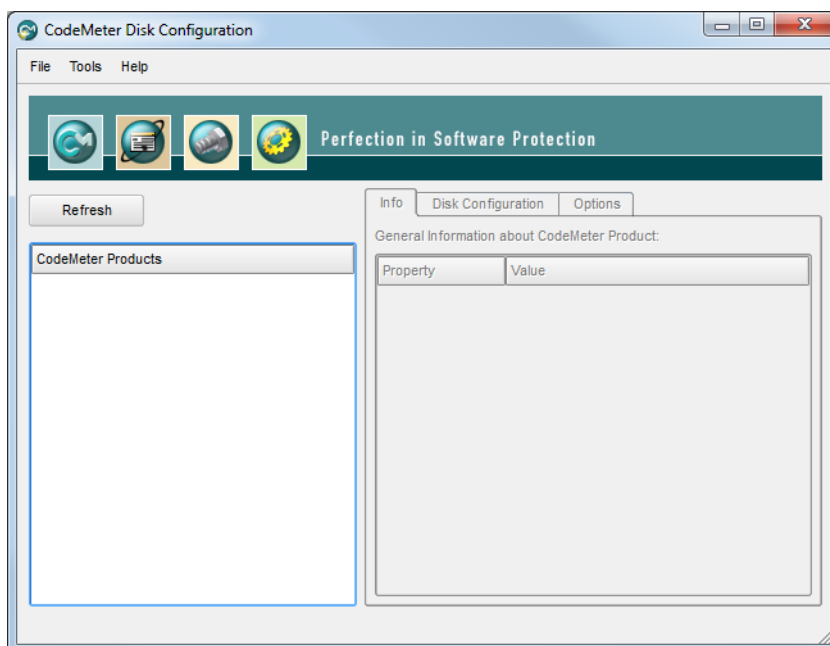 CodeMeter Disk Configuration
File Tools Help
Perfection in Software Protection
Refresh
Info Disk Configuration Options
General Information about CodeMeter Product:
CodeMeter Products
Property Value